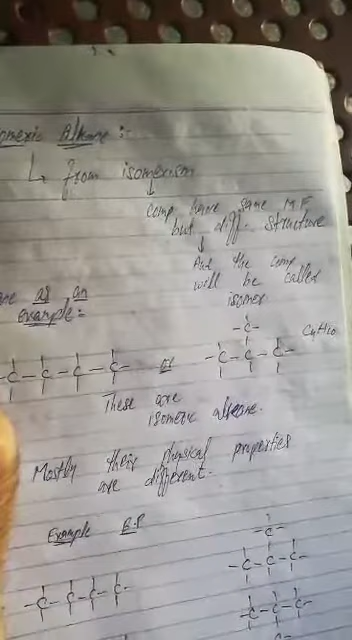 Alkane :-
↳ from isomerism
↓
comp have same M.F
but diff. structure
↓
And the comp
will be called
isomer
as an
example:-
-C-
C4H10
-C-C-C-C- or -C-C-C-
These are
isomeric alkane.
Mostly their physical properties
are different.
Example B.P
-C-
-C-C-C-C- -C-C-C-
-C-C-C-